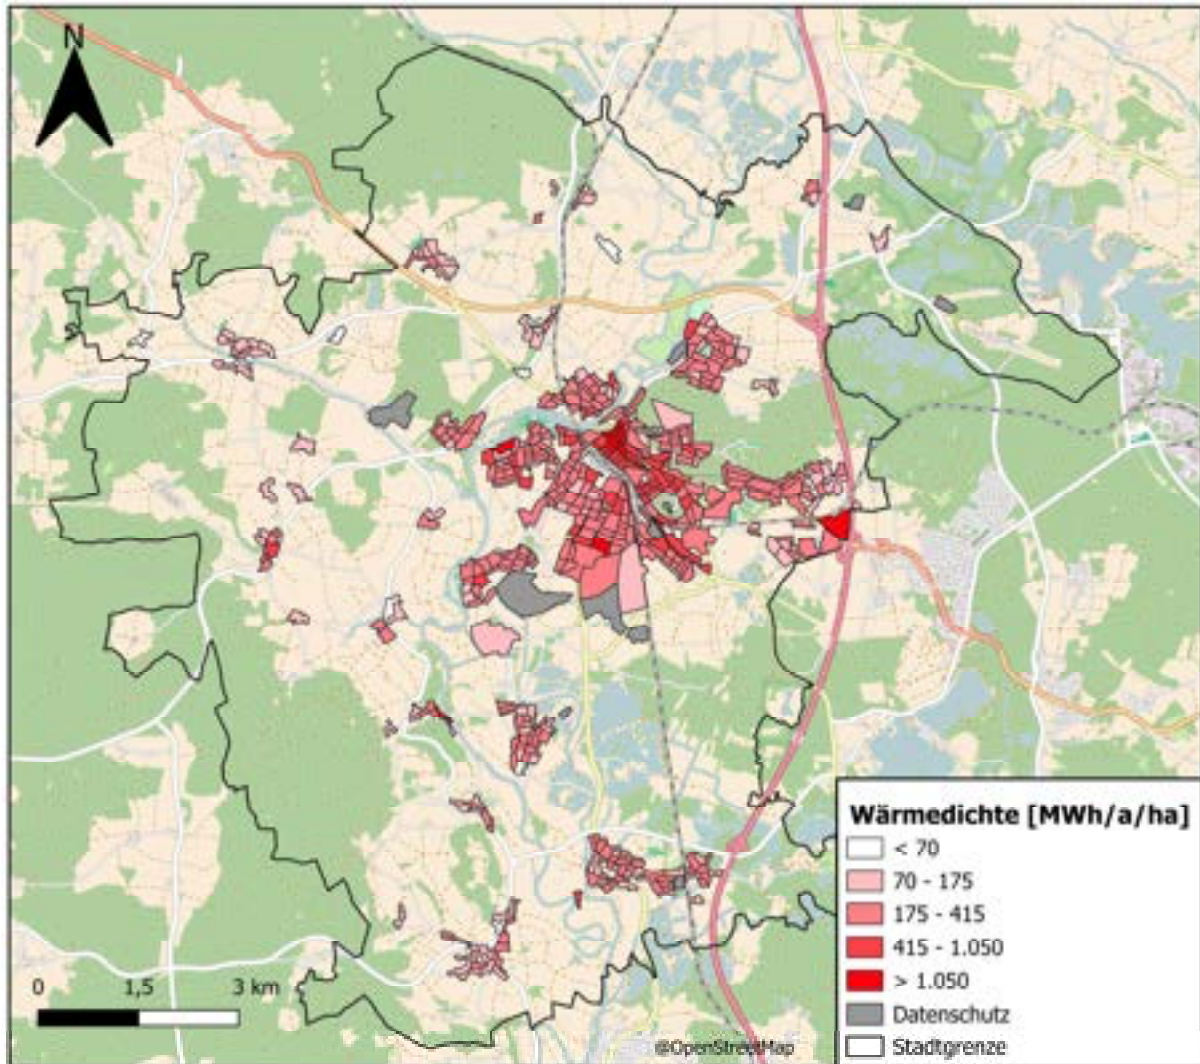 N
Wärmedichte [MWh/a/ha]
< 70
70 - 175
175 - 415
415 - 1.050
> 1.050
Datenschutz
Stadtgrenze
0 1,5 3 km
@OpenStreetMap